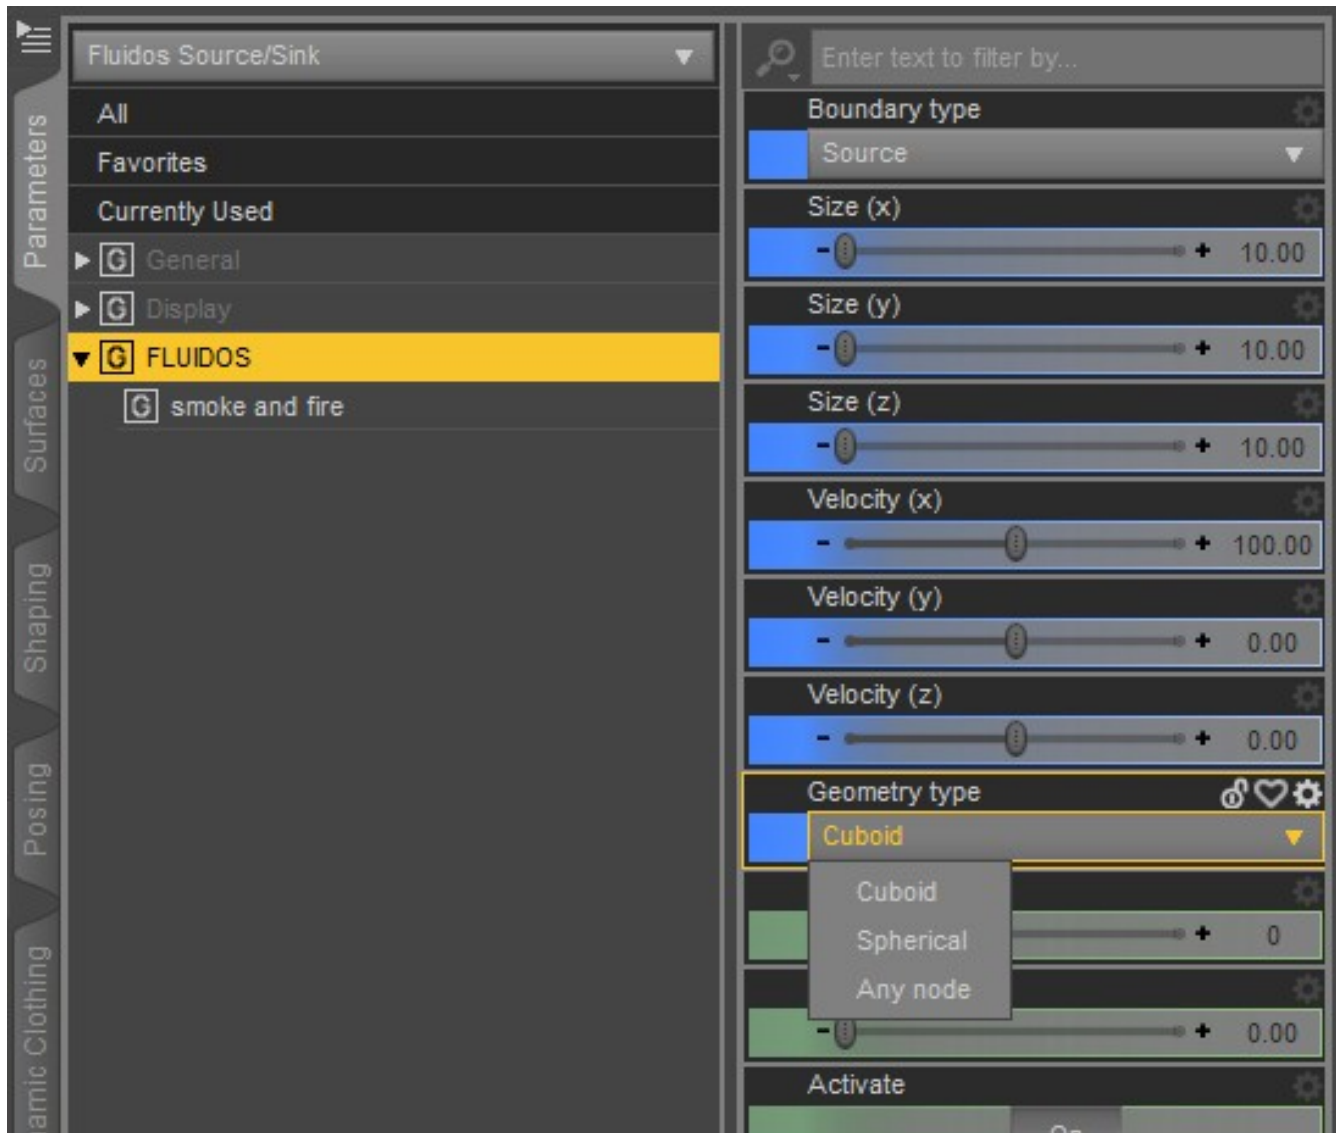 Fluidos Source/Sink
All
Favorites
Currently Used
G General
G Display
G FLUIDOS
G smoke and fire
Parameters
Surfaces
Shaping
Posing
amic Clothing
Enter text to filter by...
Boundary type
Source
Size (x)
- + 10.00
Size (y)
- + 10.00
Size (z)
- + 10.00
Velocity (x)
- + 100.00
Velocity (y)
- + 0.00
Velocity (z)
- + 0.00
Geometry type
Cuboid
Cuboid
Spherical
Any node
+ 0
- + 0.00
Activate